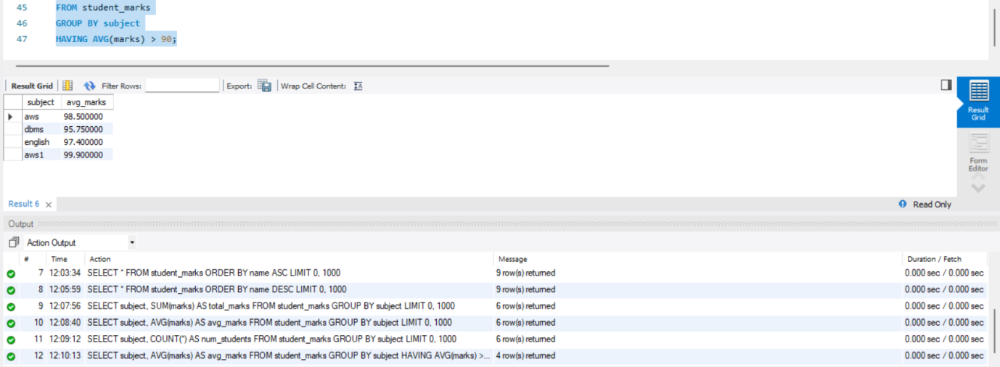 45 FROM student_marks
46 GROUP BY subject
47 HAVING AVG(marks) > 90;
Result Grid Filter Rows: Export: Wrap Cell Content: IA
subject avg_marks
aws 98.500000
dbms 95.750000
english 97.400000
aws1 99.900000
Result Grid
Form Editor
Result 6 × Read Only
Output
Action Output
# Time Action Message Duration / Fetch
7 12:03:34 SELECT * FROM student_marks ORDER BY name ASC LIMIT 0, 1000 9 row(s) returned 0.000 sec / 0.000 sec
8 12:05:59 SELECT * FROM student_marks ORDER BY name DESC LIMIT 0, 1000 9 row(s) returned 0.000 sec / 0.000 sec
9 12:07:56 SELECT subject, SUM(marks) AS total_marks FROM student_marks GROUP BY subject LIMIT 0, 1000 6 row(s) returned 0.000 sec / 0.000 sec
10 12:08:40 SELECT subject, AVG(marks) AS avg_marks FROM student_marks GROUP BY subject LIMIT 0, 1000 6 row(s) returned 0.000 sec / 0.000 sec
11 12:09:12 SELECT subject, COUNT(*) AS num_students FROM student_marks GROUP BY subject LIMIT 0, 1000 6 row(s) returned 0.000 sec / 0.000 sec
12 12:10:13 SELECT subject, AVG(marks) AS avg_marks FROM student_marks GROUP BY subject HAVING AVG(marks) >... 4 row(s) returned 0.000 sec / 0.000 sec